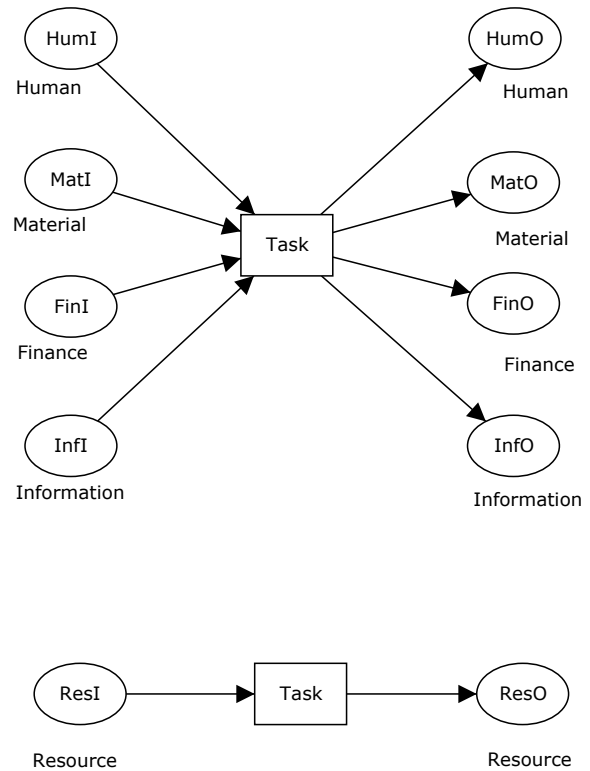 HumI
HumO
Human
Human
MatI
MatO
Material
Material
Task
FinI
FinO
Finance
Finance
InfI
InfO
Information
Information
ResI
Task
ResO
Resource
Resource